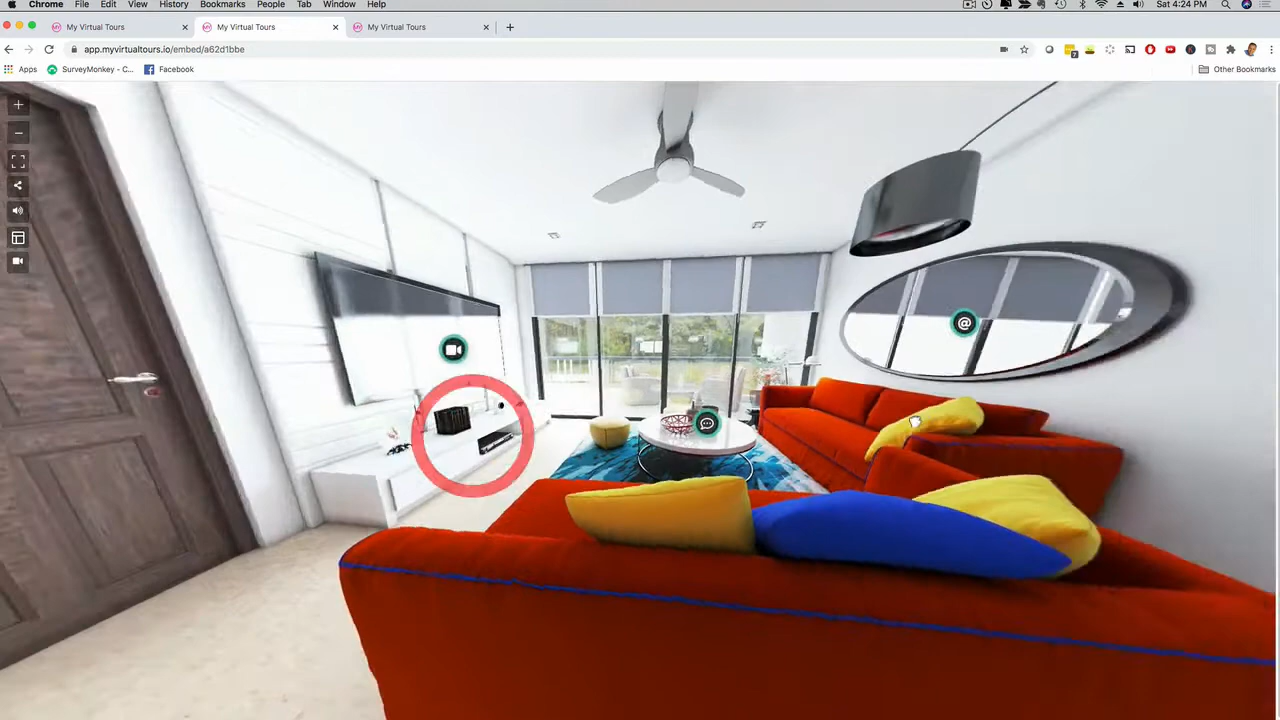 Chrome File Edit View History Bookmarks People Tab Window Help Sat 4:24 PM
My Virtual Tours My Virtual Tours My Virtual Tours
app.myvirtualtours.io/embed/a62d1bbe
Apps SurveyMonkey - C... Facebook Other Bookmarks
@